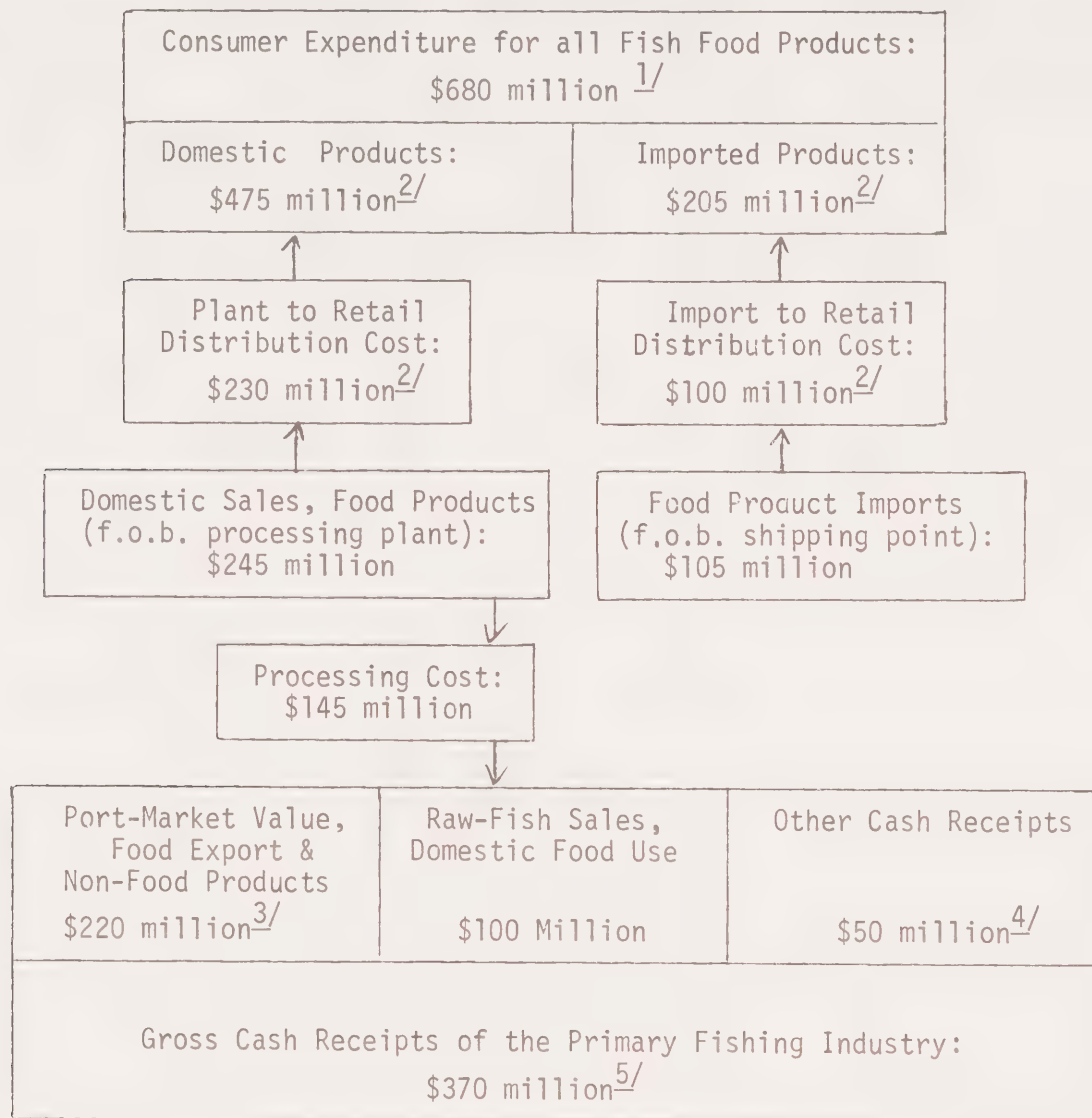 Consumer Expenditure for all Fish Food Products:
$680 million 1/
Domestic Products:
$475 million2/
Imported Products:
$205 million2/
Plant to Retail
Distribution Cost:
$230 million2/
Import to Retail
Distribution Cost:
$100 million2/
Domestic Sales, Food Products
(f.o.b. processing plant):
$245 million
Food Product Imports
(f.o.b. shipping point):
$105 million
Processing Cost:
$145 million
Port-Market Value,
Food Export &
Non-Food Products
$220 million3/
Raw-Fish Sales,
Domestic Food Use
$100 Million
Other Cash Receipts
$50 million4/
Gross Cash Receipts of the Primary Fishing Industry:
$370 million5/